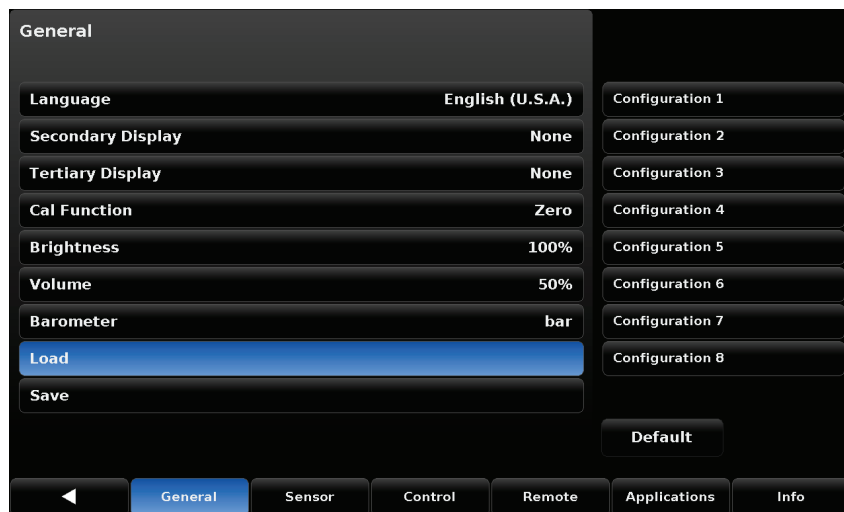 General
Language English (U.S.A.)
Secondary Display None
Tertiary Display None
Cal Function Zero
Brightness 100%
Volume 50%
Barometer bar
Load
Save
Configuration 1
Configuration 2
Configuration 3
Configuration 4
Configuration 5
Configuration 6
Configuration 7
Configuration 8
Default
General Sensor Control Remote Applications Info